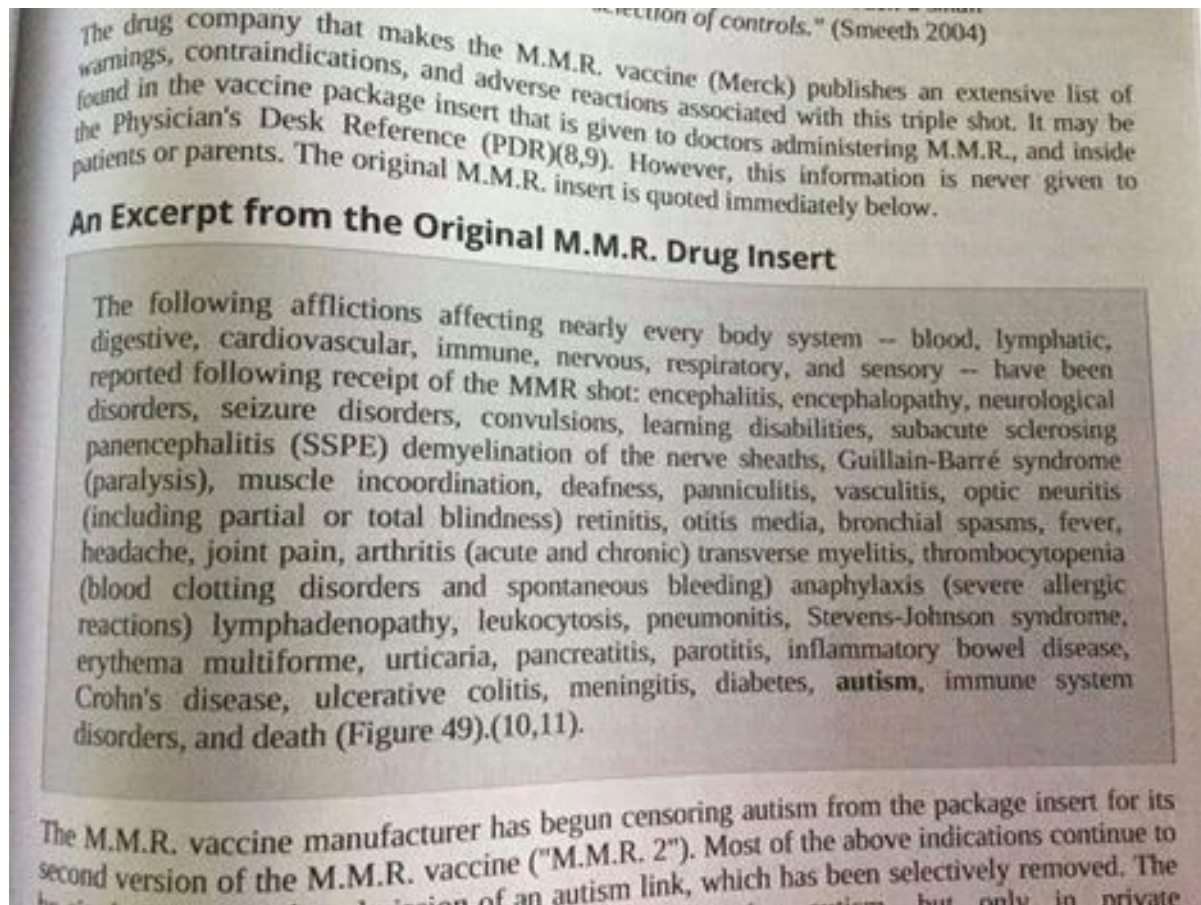 of controls." (Smeeth 2004)
The drug company that makes the M.M.R. vaccine (Merck) publishes an extensive list of
warnings, contraindications, and adverse reactions associated with this triple shot. It may be
found in the vaccine package insert that is given to doctors administering M.M.R., and inside
the Physician's Desk Reference (PDR)(8,9). However, this information is never given to
patients or parents. The original M.M.R. insert is quoted immediately below.
An Excerpt from the Original M.M.R. Drug Insert
The following afflictions affecting nearly every body system -- blood, lymphatic,
digestive, cardiovascular, immune, nervous, respiratory, and sensory -- have been
reported following receipt of the MMR shot: encephalitis, encephalopathy, neurological
disorders, seizure disorders, convulsions, learning disabilities, subacute sclerosing
panencephalitis (SSPE) demyelination of the nerve sheaths, Guillain-Barré syndrome
(paralysis), muscle incoordination, deafness, panniculitis, vasculitis, optic neuritis
(including partial or total blindness) retinitis, otitis media, bronchial spasms, fever,
headache, joint pain, arthritis (acute and chronic) transverse myelitis, thrombocytopenia
(blood clotting disorders and spontaneous bleeding) anaphylaxis (severe allergic
reactions) lymphadenopathy, leukocytosis, pneumonitis, Stevens-Johnson syndrome,
erythema multiforme, urticaria, pancreatitis, parotitis, inflammatory bowel disease,
Crohn's disease, ulcerative colitis, meningitis, diabetes, autism, immune system
disorders, and death (Figure 49).(10,11).
The M.M.R. vaccine manufacturer has begun censoring autism from the package insert for its
second version of the M.M.R. vaccine ("M.M.R. 2"). Most of the above indications continue to
of an autism link, which has been selectively removed. The
but only in private